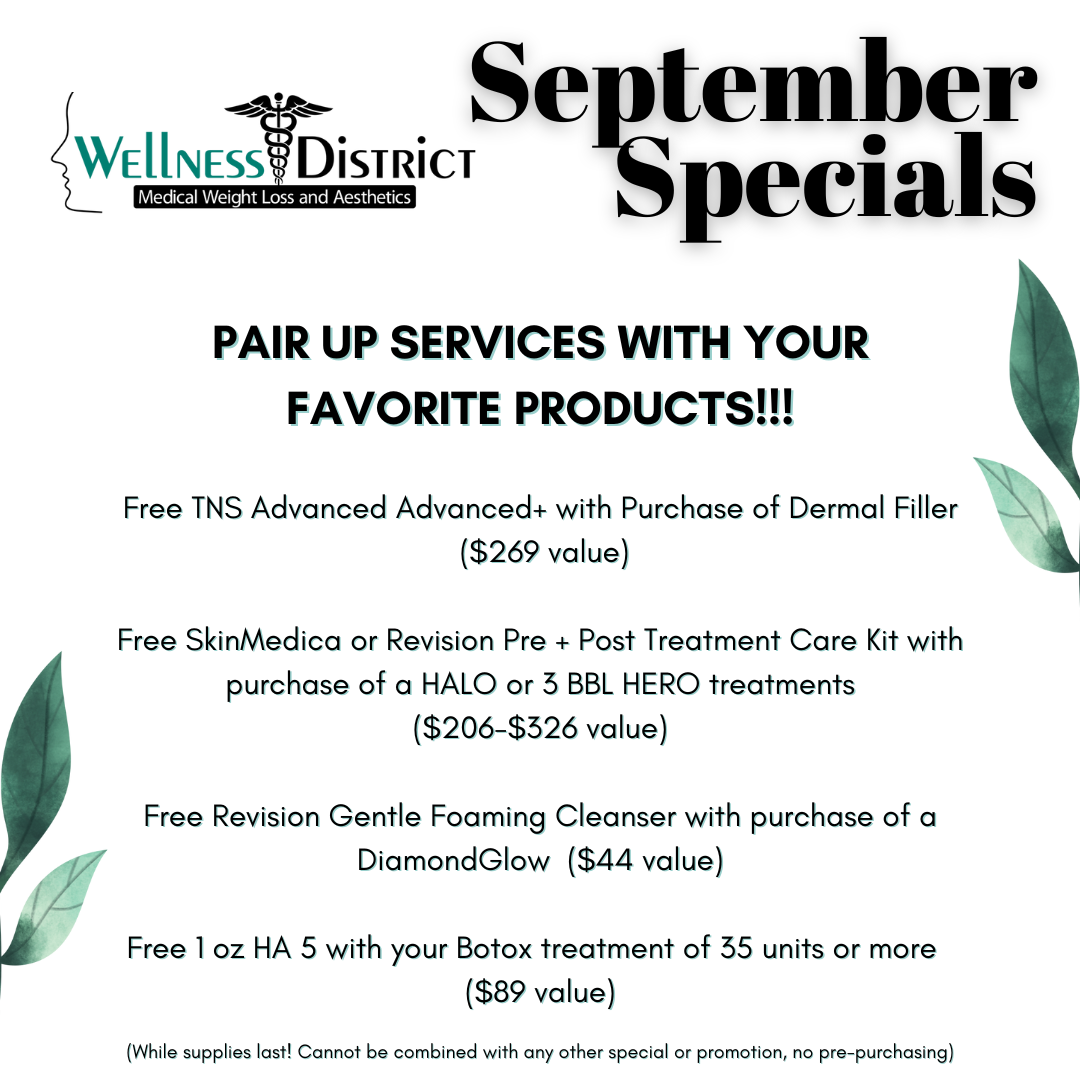 WELLNESS DISTRICT
Medical Weight Loss and Aesthetics
September
Specials
PAIR UP SERVICES WITH YOUR
FAVORITE PRODUCTS!!!
Free TNS Advanced Advanced+ with Purchase of Dermal Filler
($269 value)
Free SkinMedica or Revision Pre + Post Treatment Care Kit with
purchase of a HALO or 3 BBL HERO treatments
($206-$326 value)
Free Revision Gentle Foaming Cleanser with purchase of a
DiamondGlow ($44 value)
Free 1 oz HA 5 with your Botox treatment of 35 units or more
($89 value)
(While supplies last! Cannot be combined with any other special or promotion, no pre-purchasing)